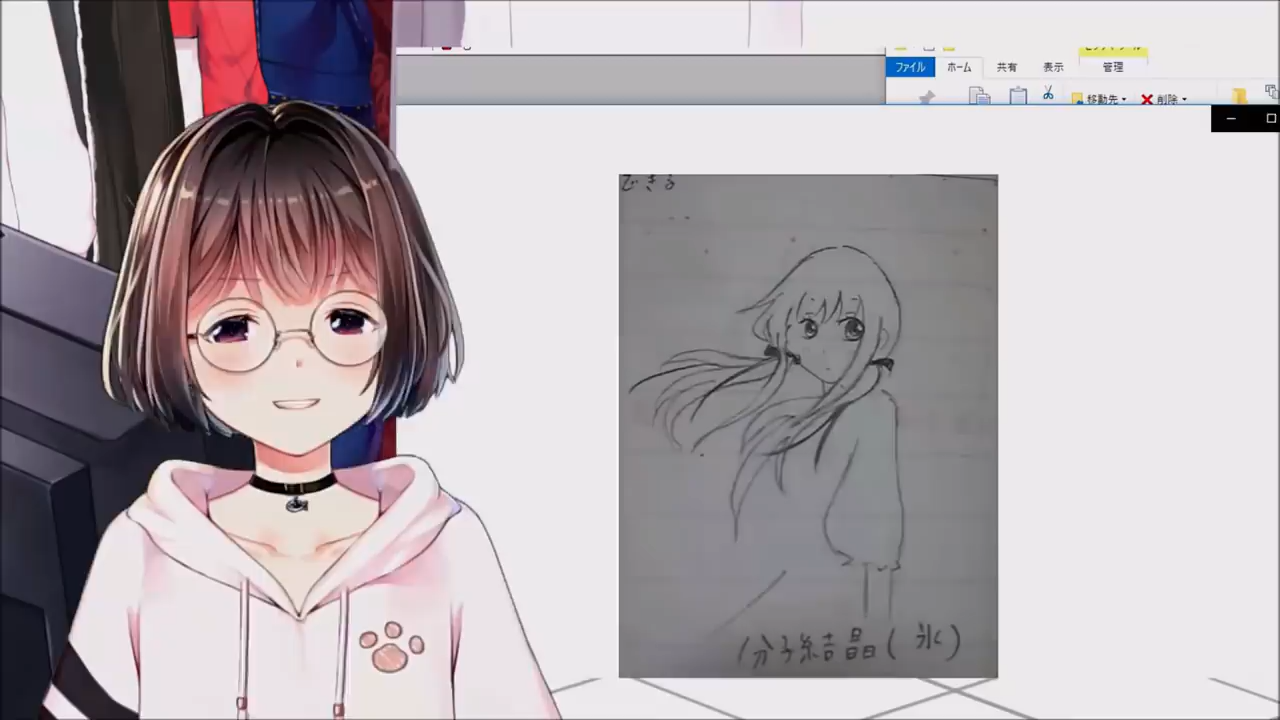 ファイル ホーム 共有 表示 管理
移動先 削除
できる
分子結晶(氷)